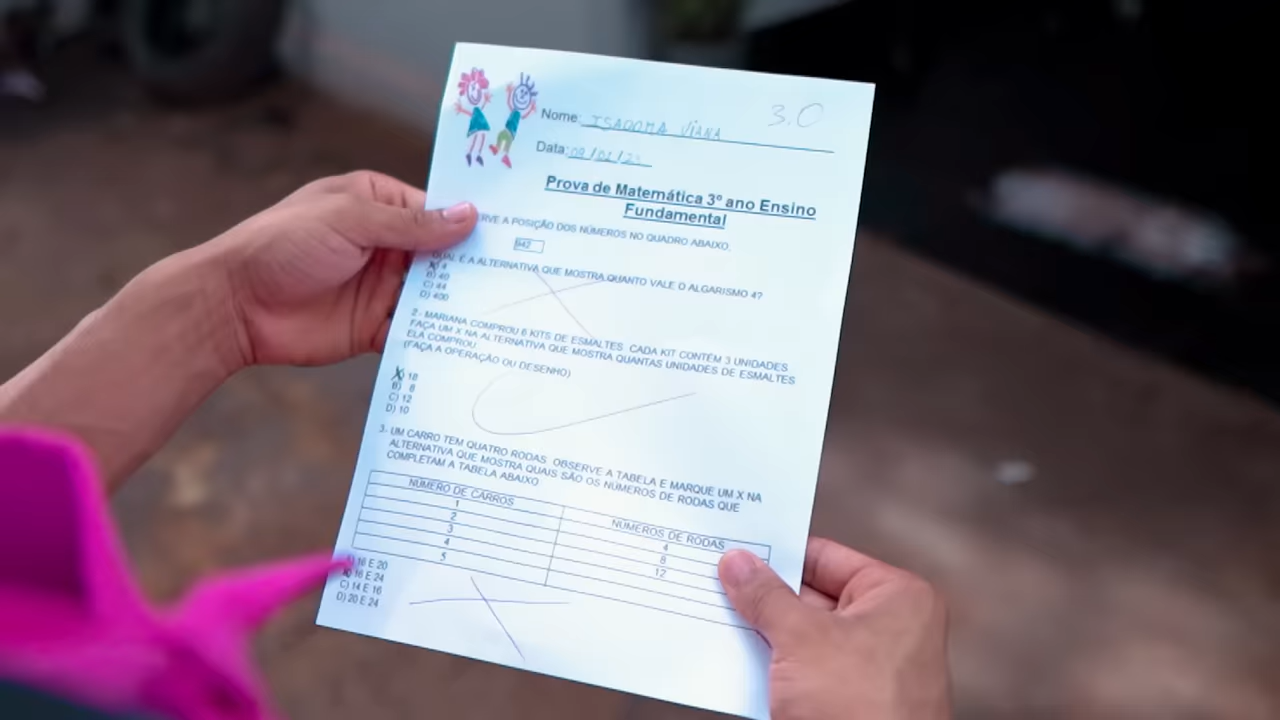 3.0
Nome: ISADOMA VIANA
Data: 09/02/2
Prova de Matemática 3º ano Ensino
Fundamental
ERVE A POSIÇÃO DOS NÚMEROS NO QUADRO ABAIXO.
942
QUAL É A ALTERNATIVA QUE MOSTRA QUANTO VALE O ALGARISMO 4?
4
B) 40
C) 44
D) 400
2 - MARIANA COMPROU 6 KITS DE ESMALTES. CADA KIT CONTÉM 3 UNIDADES
FAÇA UM X NA ALTERNATIVA QUE MOSTRA QUANTAS UNIDADES DE ESMALTES
ELA COMPROU
(FAÇA A OPERAÇÃO OU DESENHO)
X 18
B) 8
C) 12
D) 10
3- UM CARRO TEM QUATRO RODAS. OBSERVE A TABELA E MARQUE UM X NA
ALTERNATIVA QUE MOSTRA QUAIS SÃO OS NÚMEROS DE RODAS QUE
COMPLETAM A TABELA ABAIXO
NÚMERO DE CARROS NÚMEROS DE RODAS
1 4
2 8
3 12
4
5
A) 16 E 20
16 E 24
C) 14 E 16
D) 20 E 24